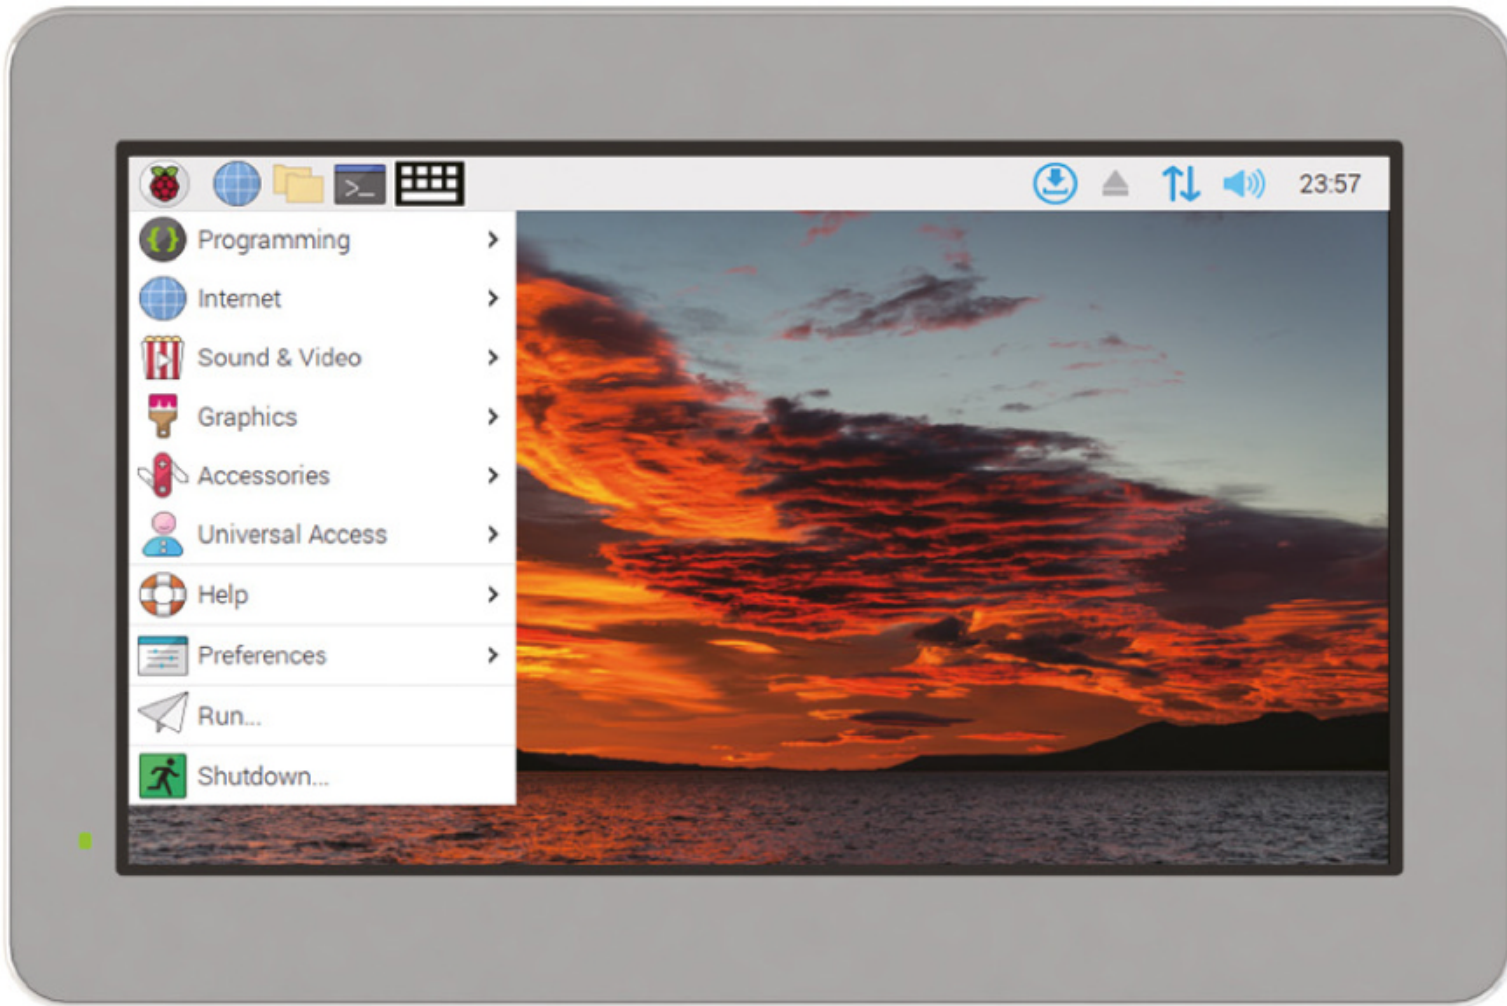 23:57
Programming
Internet
Sound & Video
Graphics
Accessories
Universal Access
Help
Preferences
Run...
Shutdown...